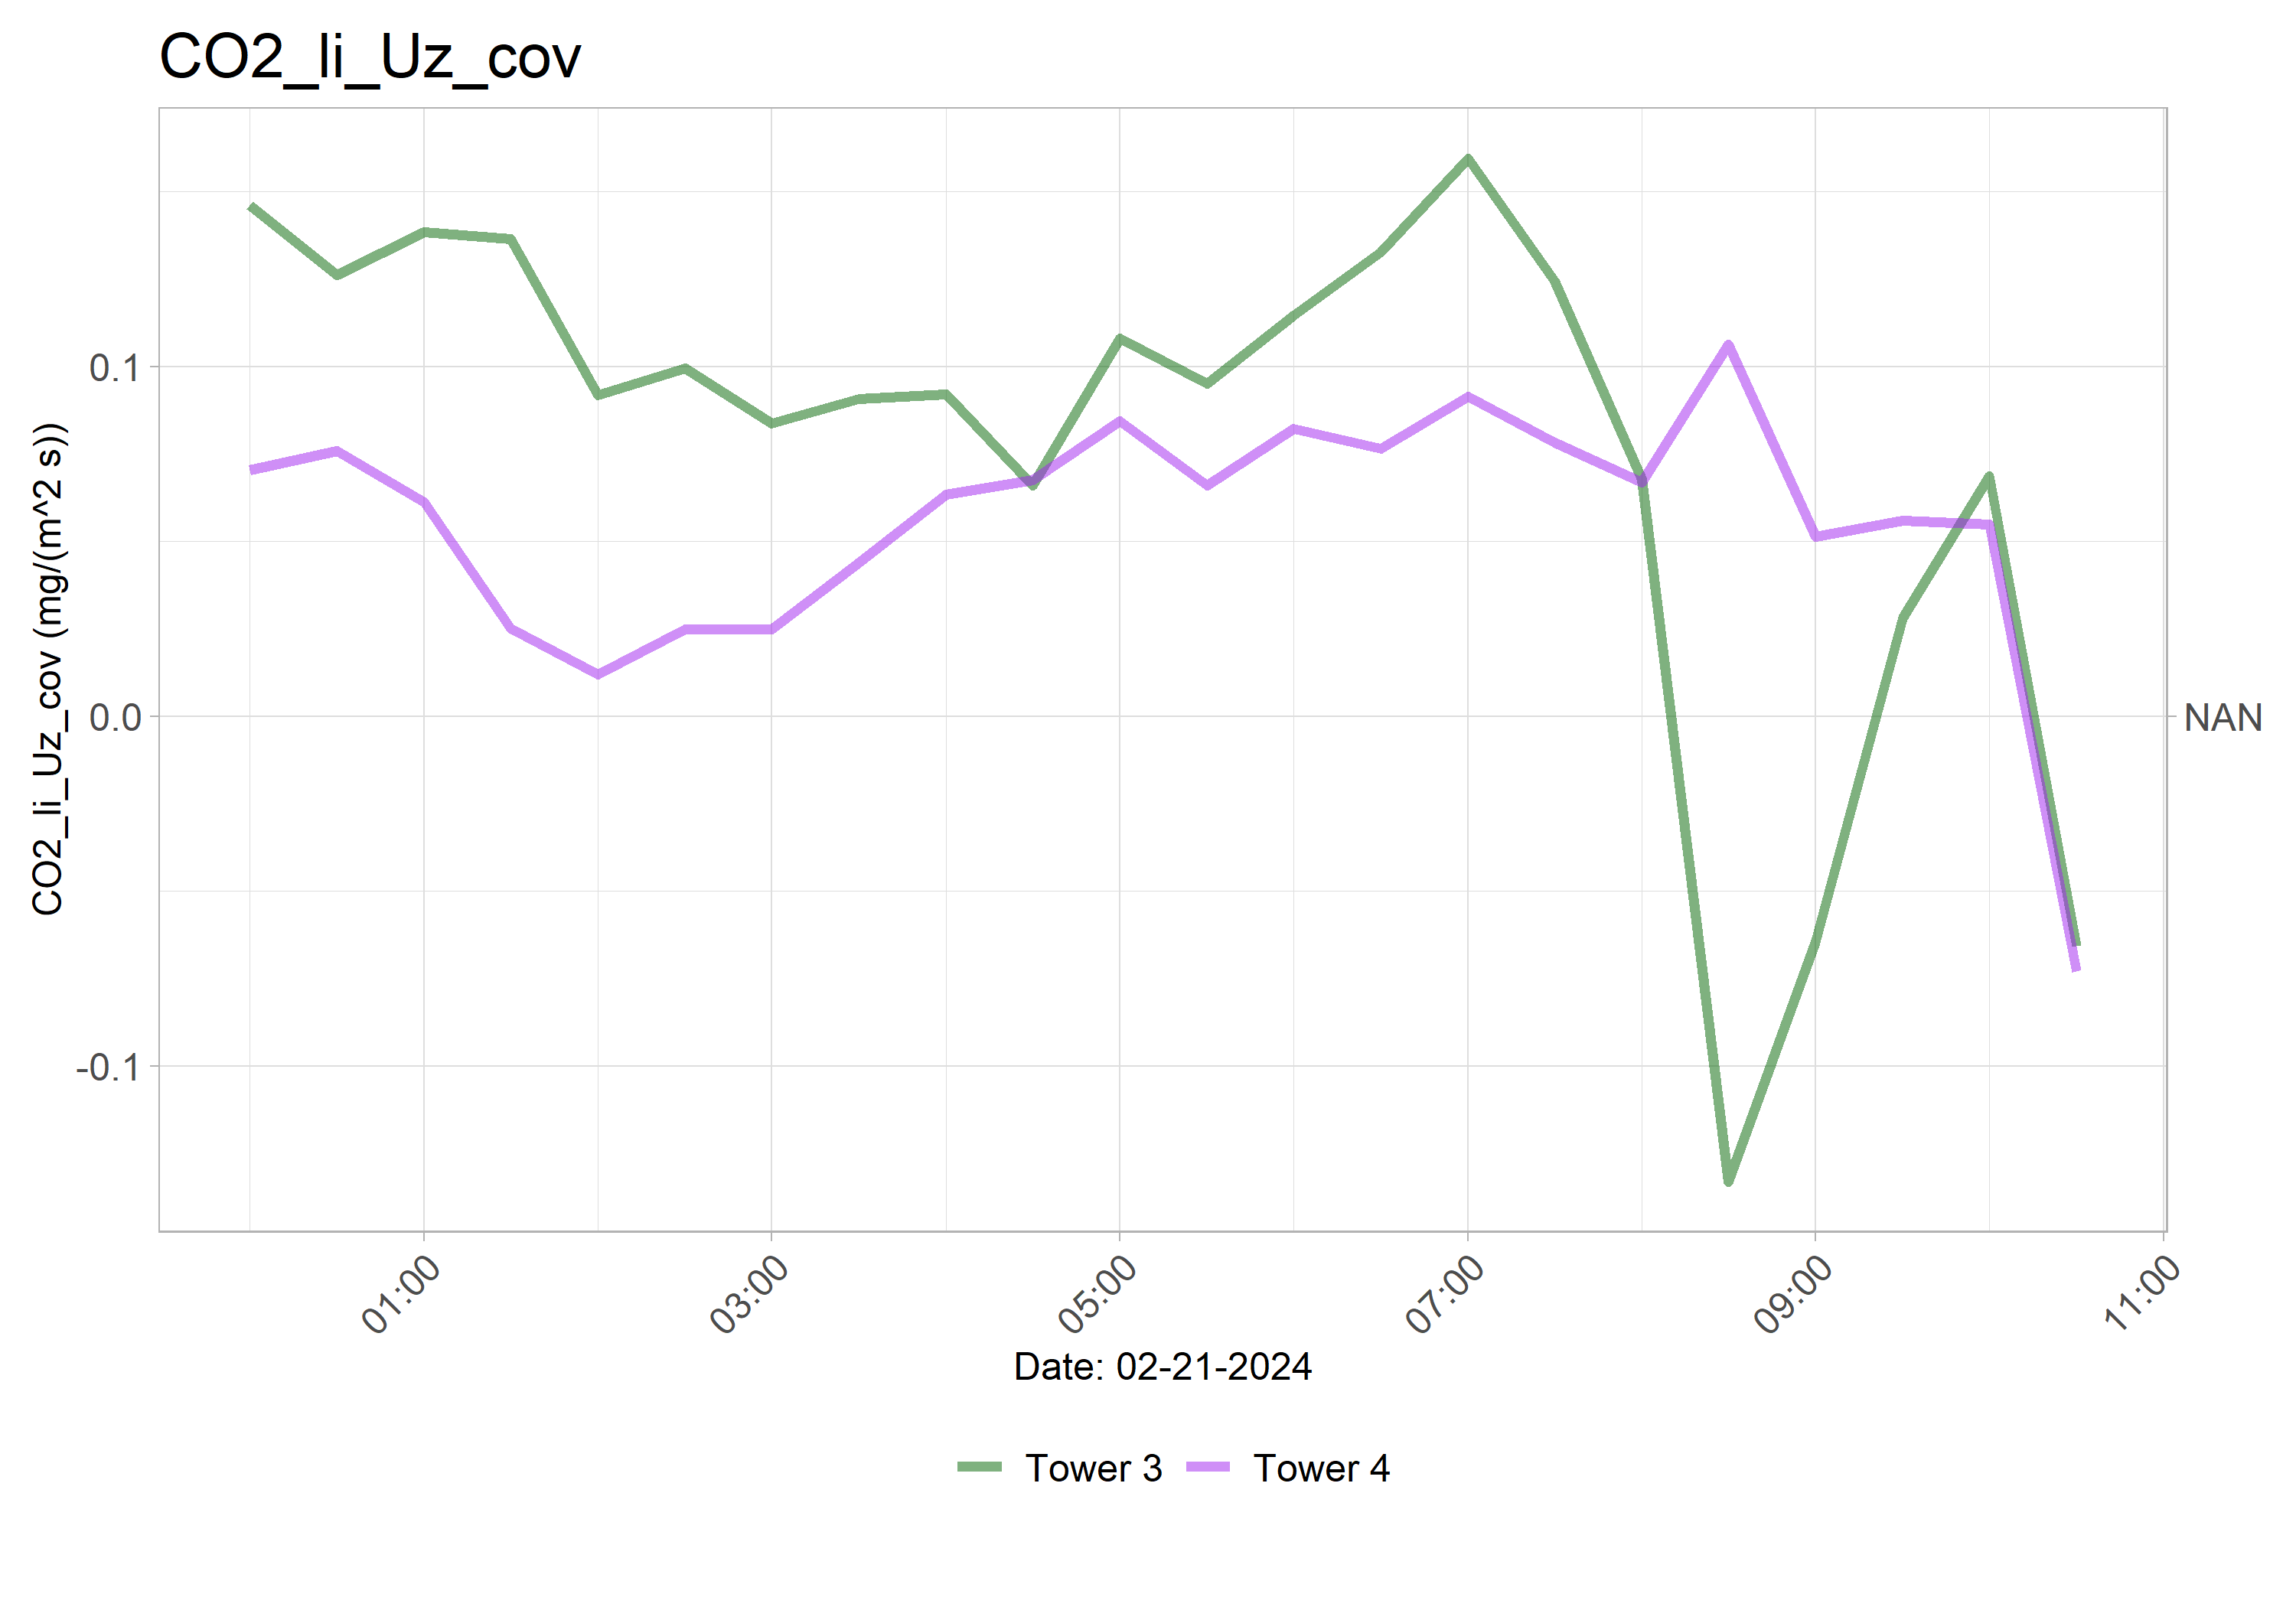 CO2_li_Uz_cov
CO2_li_Uz_cov (mg/(m^2 s))
0.1
0.0
-0.1
NAN
01:00
03:00
05:00
07:00
09:00
11:00
Date: 02-21-2024
Tower 3
Tower 4